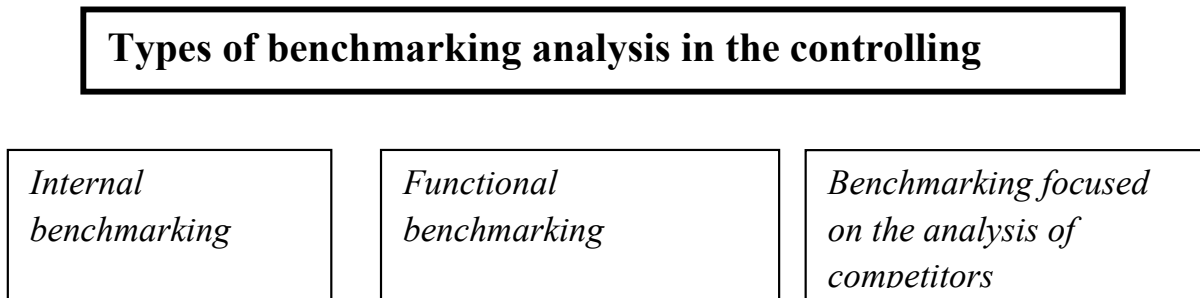 Types of benchmarking analysis in the controlling
Internal
benchmarking
Functional
benchmarking
Benchmarking focused
on the analysis of
competitors